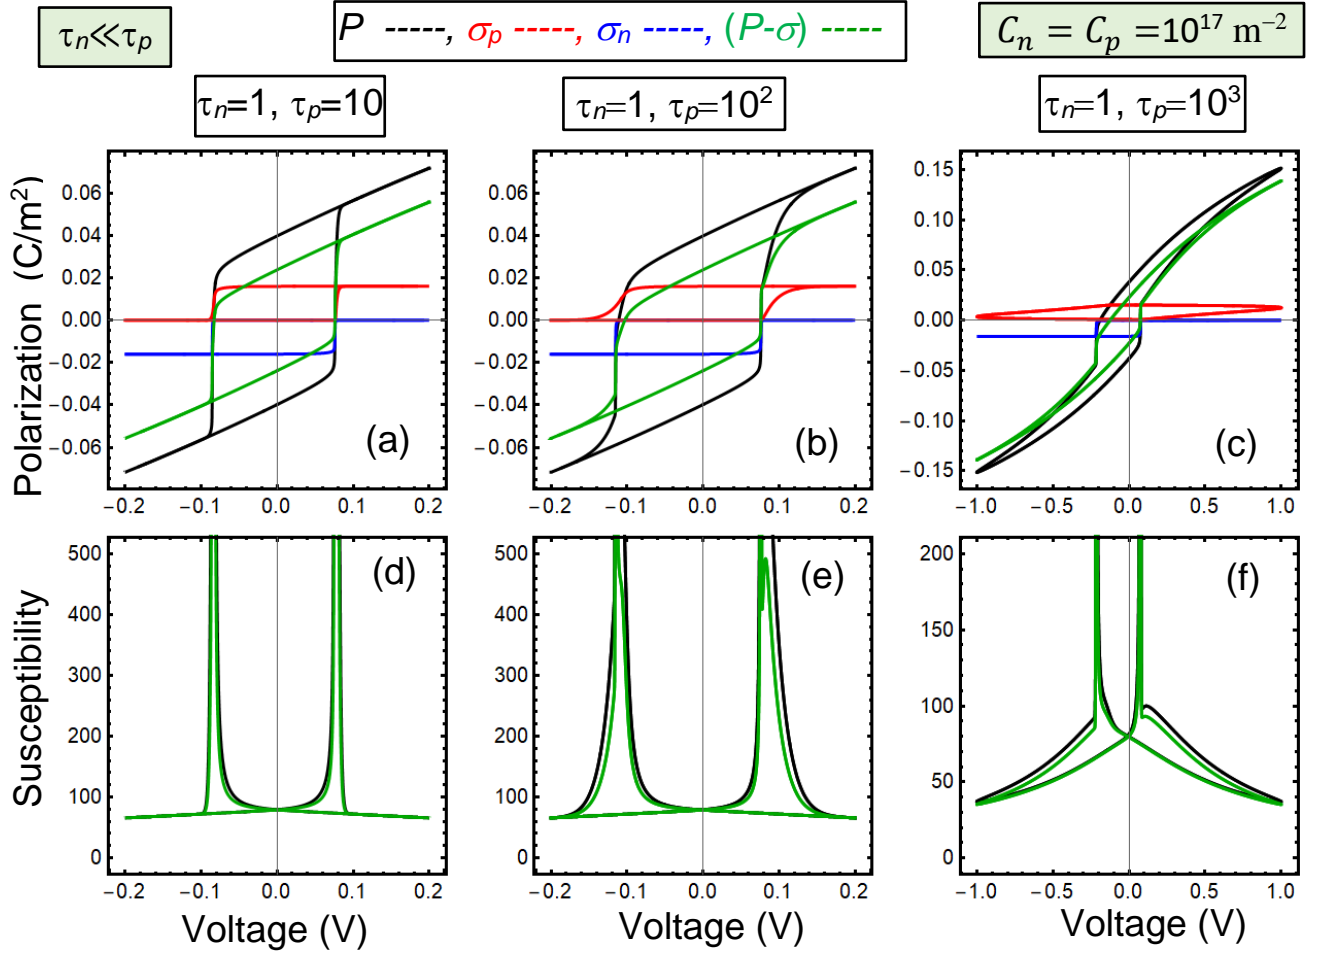 τn≪τp
P -----, σp -----, σn -----, (P-σ) -----
Cn = Cp =10¹⁷ m⁻²
τn=1, τp=10
τn=1, τp=10²
τn=1, τp=10³
Polarization (C/m²)
0.06
0.04
0.02
0.00
−0.02
−0.04
−0.06
−0.2 −0.1 0.0 0.1 0.2
(a)
0.06
0.04
0.02
0.00
−0.02
−0.04
−0.06
−0.2 −0.1 0.0 0.1 0.2
(b)
0.15
0.10
0.05
0.00
−0.05
−0.10
−0.15
−1.0 −0.5 0.0 0.5 1.0
(c)
Susceptibility
500
400
300
200
100
0
−0.2 −0.1 0.0 0.1 0.2
(d)
Voltage (V)
500
400
300
200
100
0
−0.2 −0.1 0.0 0.1 0.2
(e)
Voltage (V)
200
150
100
50
0
−1.0 −0.5 0.0 0.5 1.0
(f)
Voltage (V)